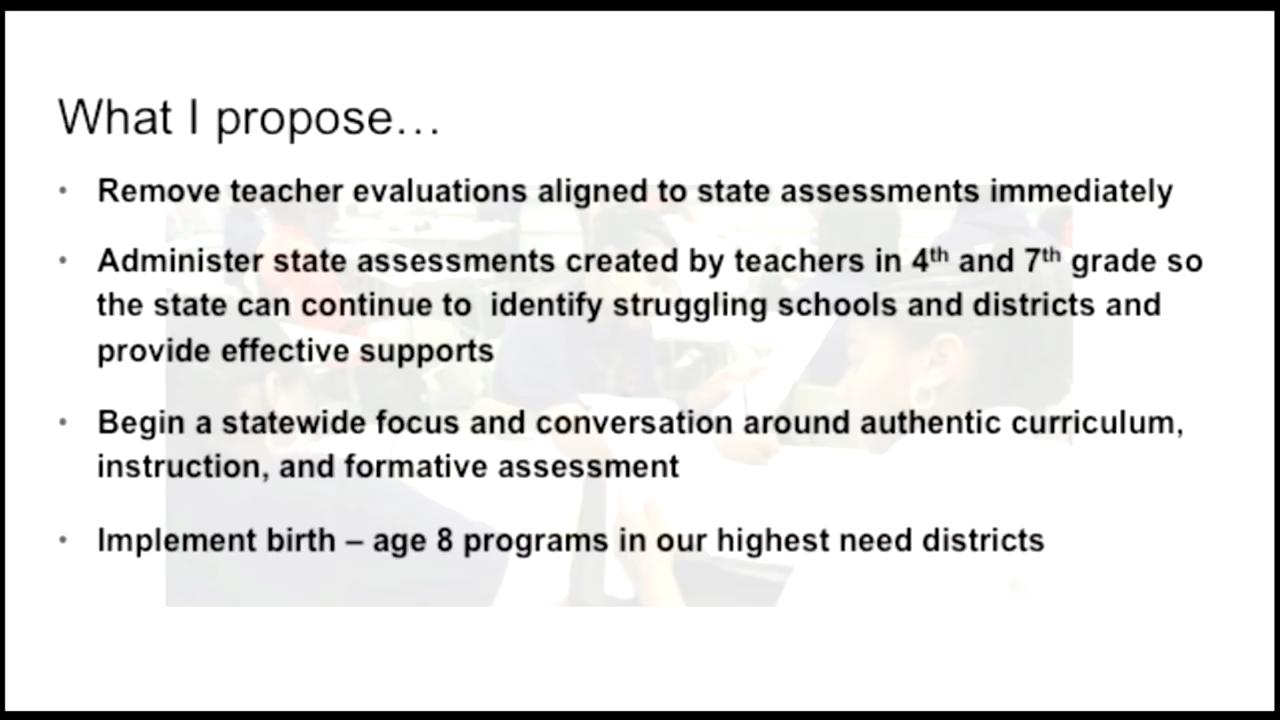 What I propose…
• Remove teacher evaluations aligned to state assessments immediately
• Administer state assessments created by teachers in 4th and 7th grade so
the state can continue to  identify struggling schools and districts and
provide effective supports
• Begin a statewide focus and conversation around authentic curriculum,
instruction, and formative assessment
• Implement birth – age 8 programs in our highest need districts